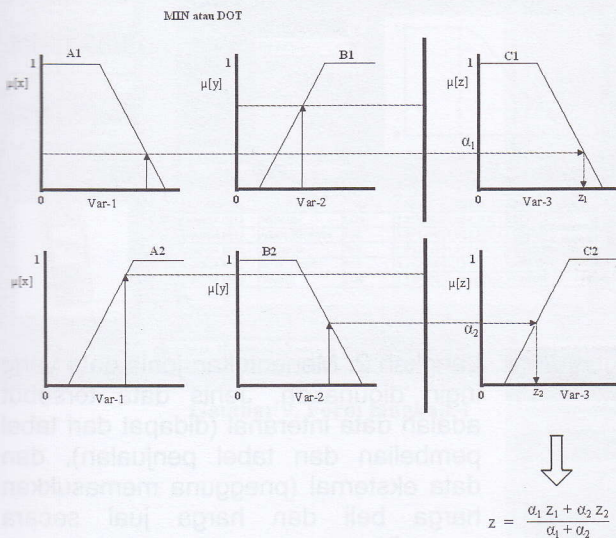 MIN atau DOT
1 A1 μ[x] 0 Var-1
1 B1 μ[y] 0 Var-2
1 C1 μ[z] α₁ 0 z₁ Var-3
1 A2 μ[x] 0 Var-1
1 B2 μ[y] 0 Var-2
1 C2 μ[z] α₂ 0 z₂ Var-3
z = (α₁ z₁ + α₂ z₂) / (α₁ + α₂)